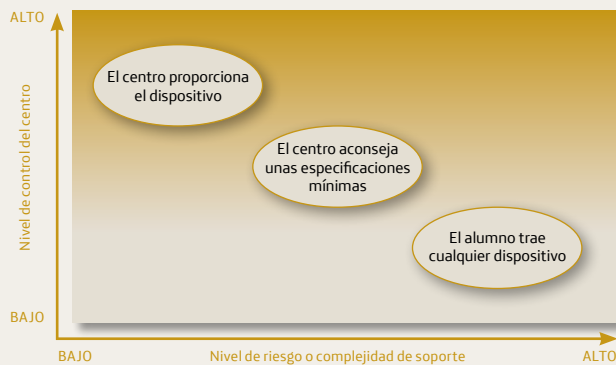 ALTO
Nivel de control del centro
El centro proporciona
el dispositivo
El centro aconseja
unas especificaciones
mínimas
El alumno trae
cualquier dispositivo
BAJO
BAJO
Nivel de riesgo o complejidad de soporte
ALTO